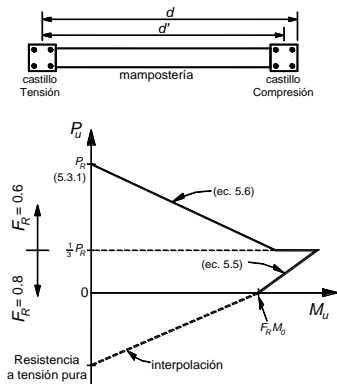 d
d'
castillo
Tensión
mampostería
castillo
Compresión
P_u
P_R
(5.3.1)
(ec. 5.6)
F_R = 0.6
⅓ P_R
(ec. 5.5)
F_R = 0.8
0
M_u
F_R M_0
Resistencia
a tensión pura
interpolación